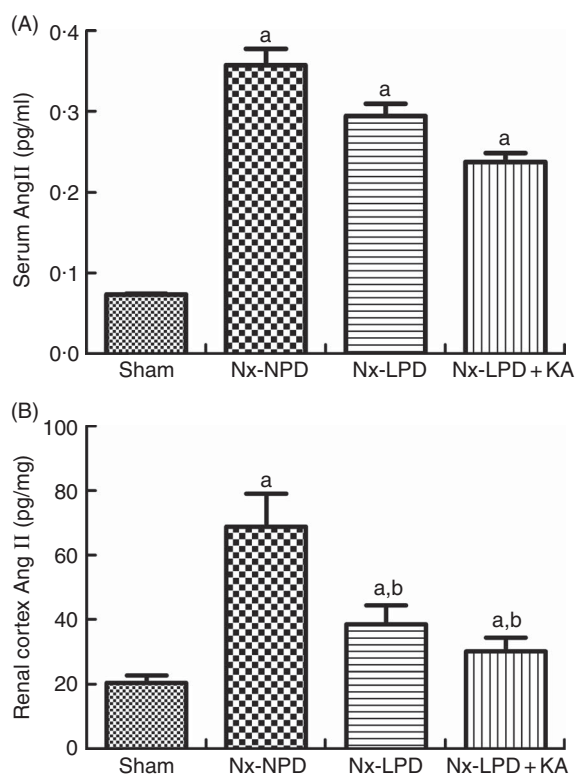 (A)
Serum AngII (pg/ml)
0·4
0·3
0·2
0·1
0·0
a
a
a
Sham
Nx-NPD
Nx-LPD
Nx-LPD + KA
(B)
Renal cortex Ang II (pg/mg)
100
80
60
40
20
0
a
a,b
a,b
Sham
Nx-NPD
Nx-LPD
Nx-LPD + KA